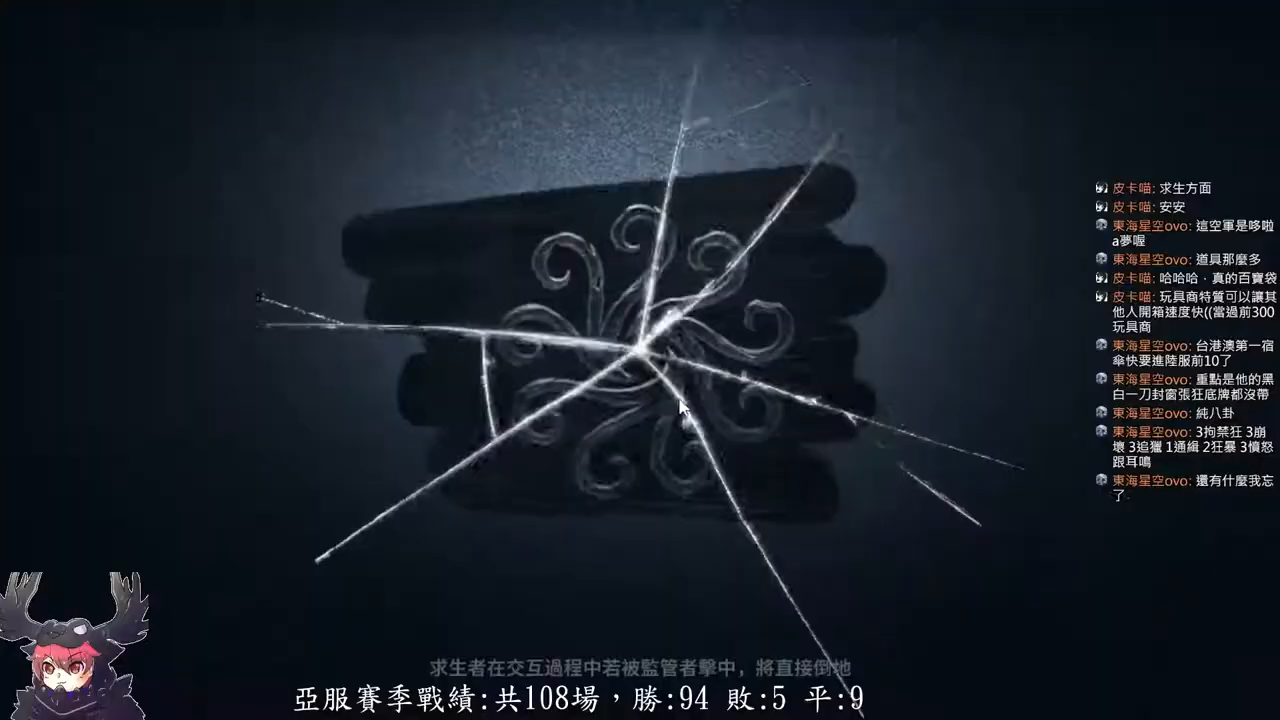 皮卡喵: 求生方面
皮卡喵: 安安
東海星空ovo: 這空軍是哆啦
a夢喔
東海星空ovo: 道具那麼多
皮卡喵: 哈哈哈．真的百寶袋
皮卡喵: 玩具商特質可以讓其
他人開箱速度快((當過前300
玩具商
東海星空ovo: 台港澳第一宿
傘快要進陸服前10了
東海星空ovo: 重點是他的黑
白一刀封窗張狂底牌都沒帶
東海星空ovo: 純八卦
東海星空ovo: 3拘禁狂 3崩
壞 3追獵 1通緝 2狂暴 3憤怒
跟耳鳴
東海星空ovo: 還有什麼我忘
了
求生者在交互過程中若被監管者擊中，將直接倒地
亞服賽季戰績:共108場，勝:94 敗:5 平:9